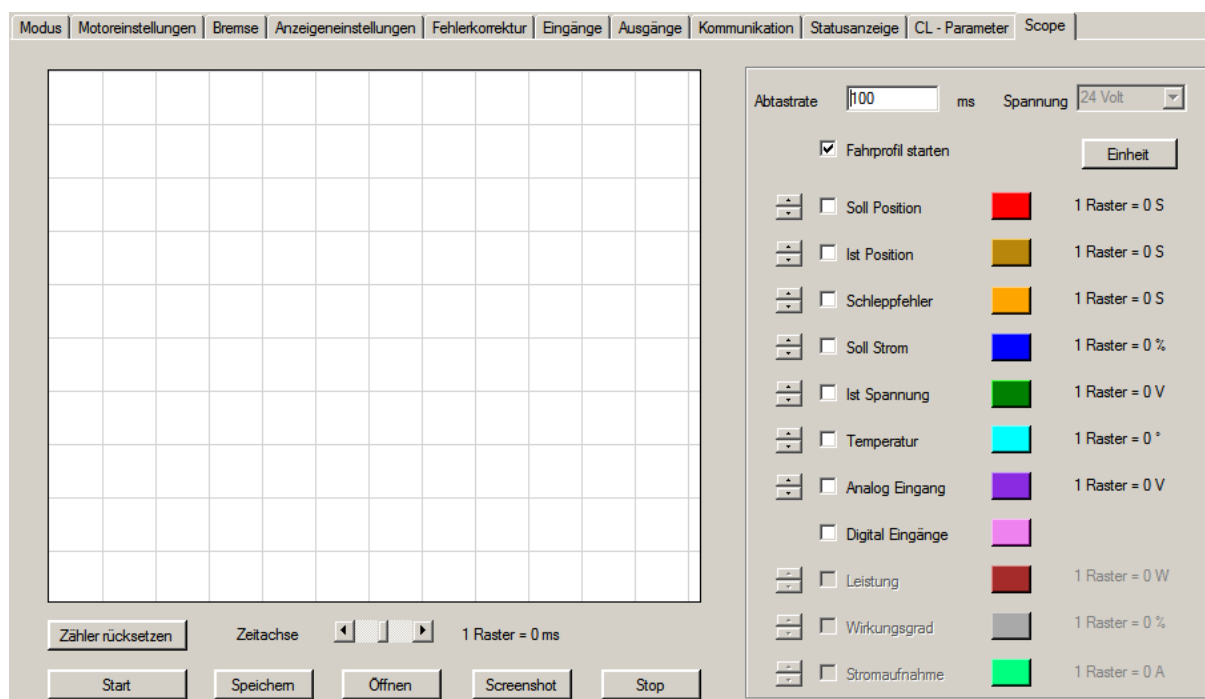 Modus Motoreinstellungen Bremse Anzeigeneinstellungen Fehlerkorrektur Eingänge Ausgänge Kommunikation Statusanzeige CL - Parameter Scope
Abtastrate 100 ms Spannung 24 Volt
Fahrprofil starten Einheit
Soll Position 1 Raster = 0 S
Ist Position 1 Raster = 0 S
Schleppfehler 1 Raster = 0 S
Soll Strom 1 Raster = 0 %
Ist Spannung 1 Raster = 0 V
Temperatur 1 Raster = 0 °
Analog Eingang 1 Raster = 0 V
Digital Eingänge
Leistung 1 Raster = 0 W
Wirkungsgrad 1 Raster = 0 %
Stromaufnahme 1 Raster = 0 A
Zähler rücksetzen Zeitachse 1 Raster = 0 ms
Start Speichern Öffnen Screenshot Stop